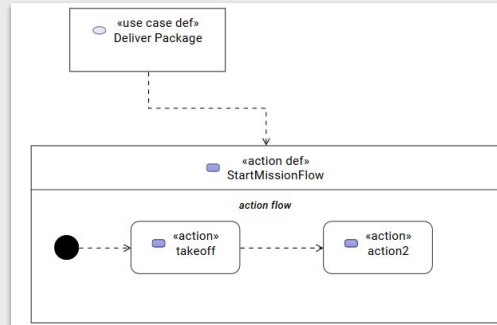 «use case def»
Deliver Package
«action def»
StartMissionFlow
action flow
«action»
takeoff
«action»
action2